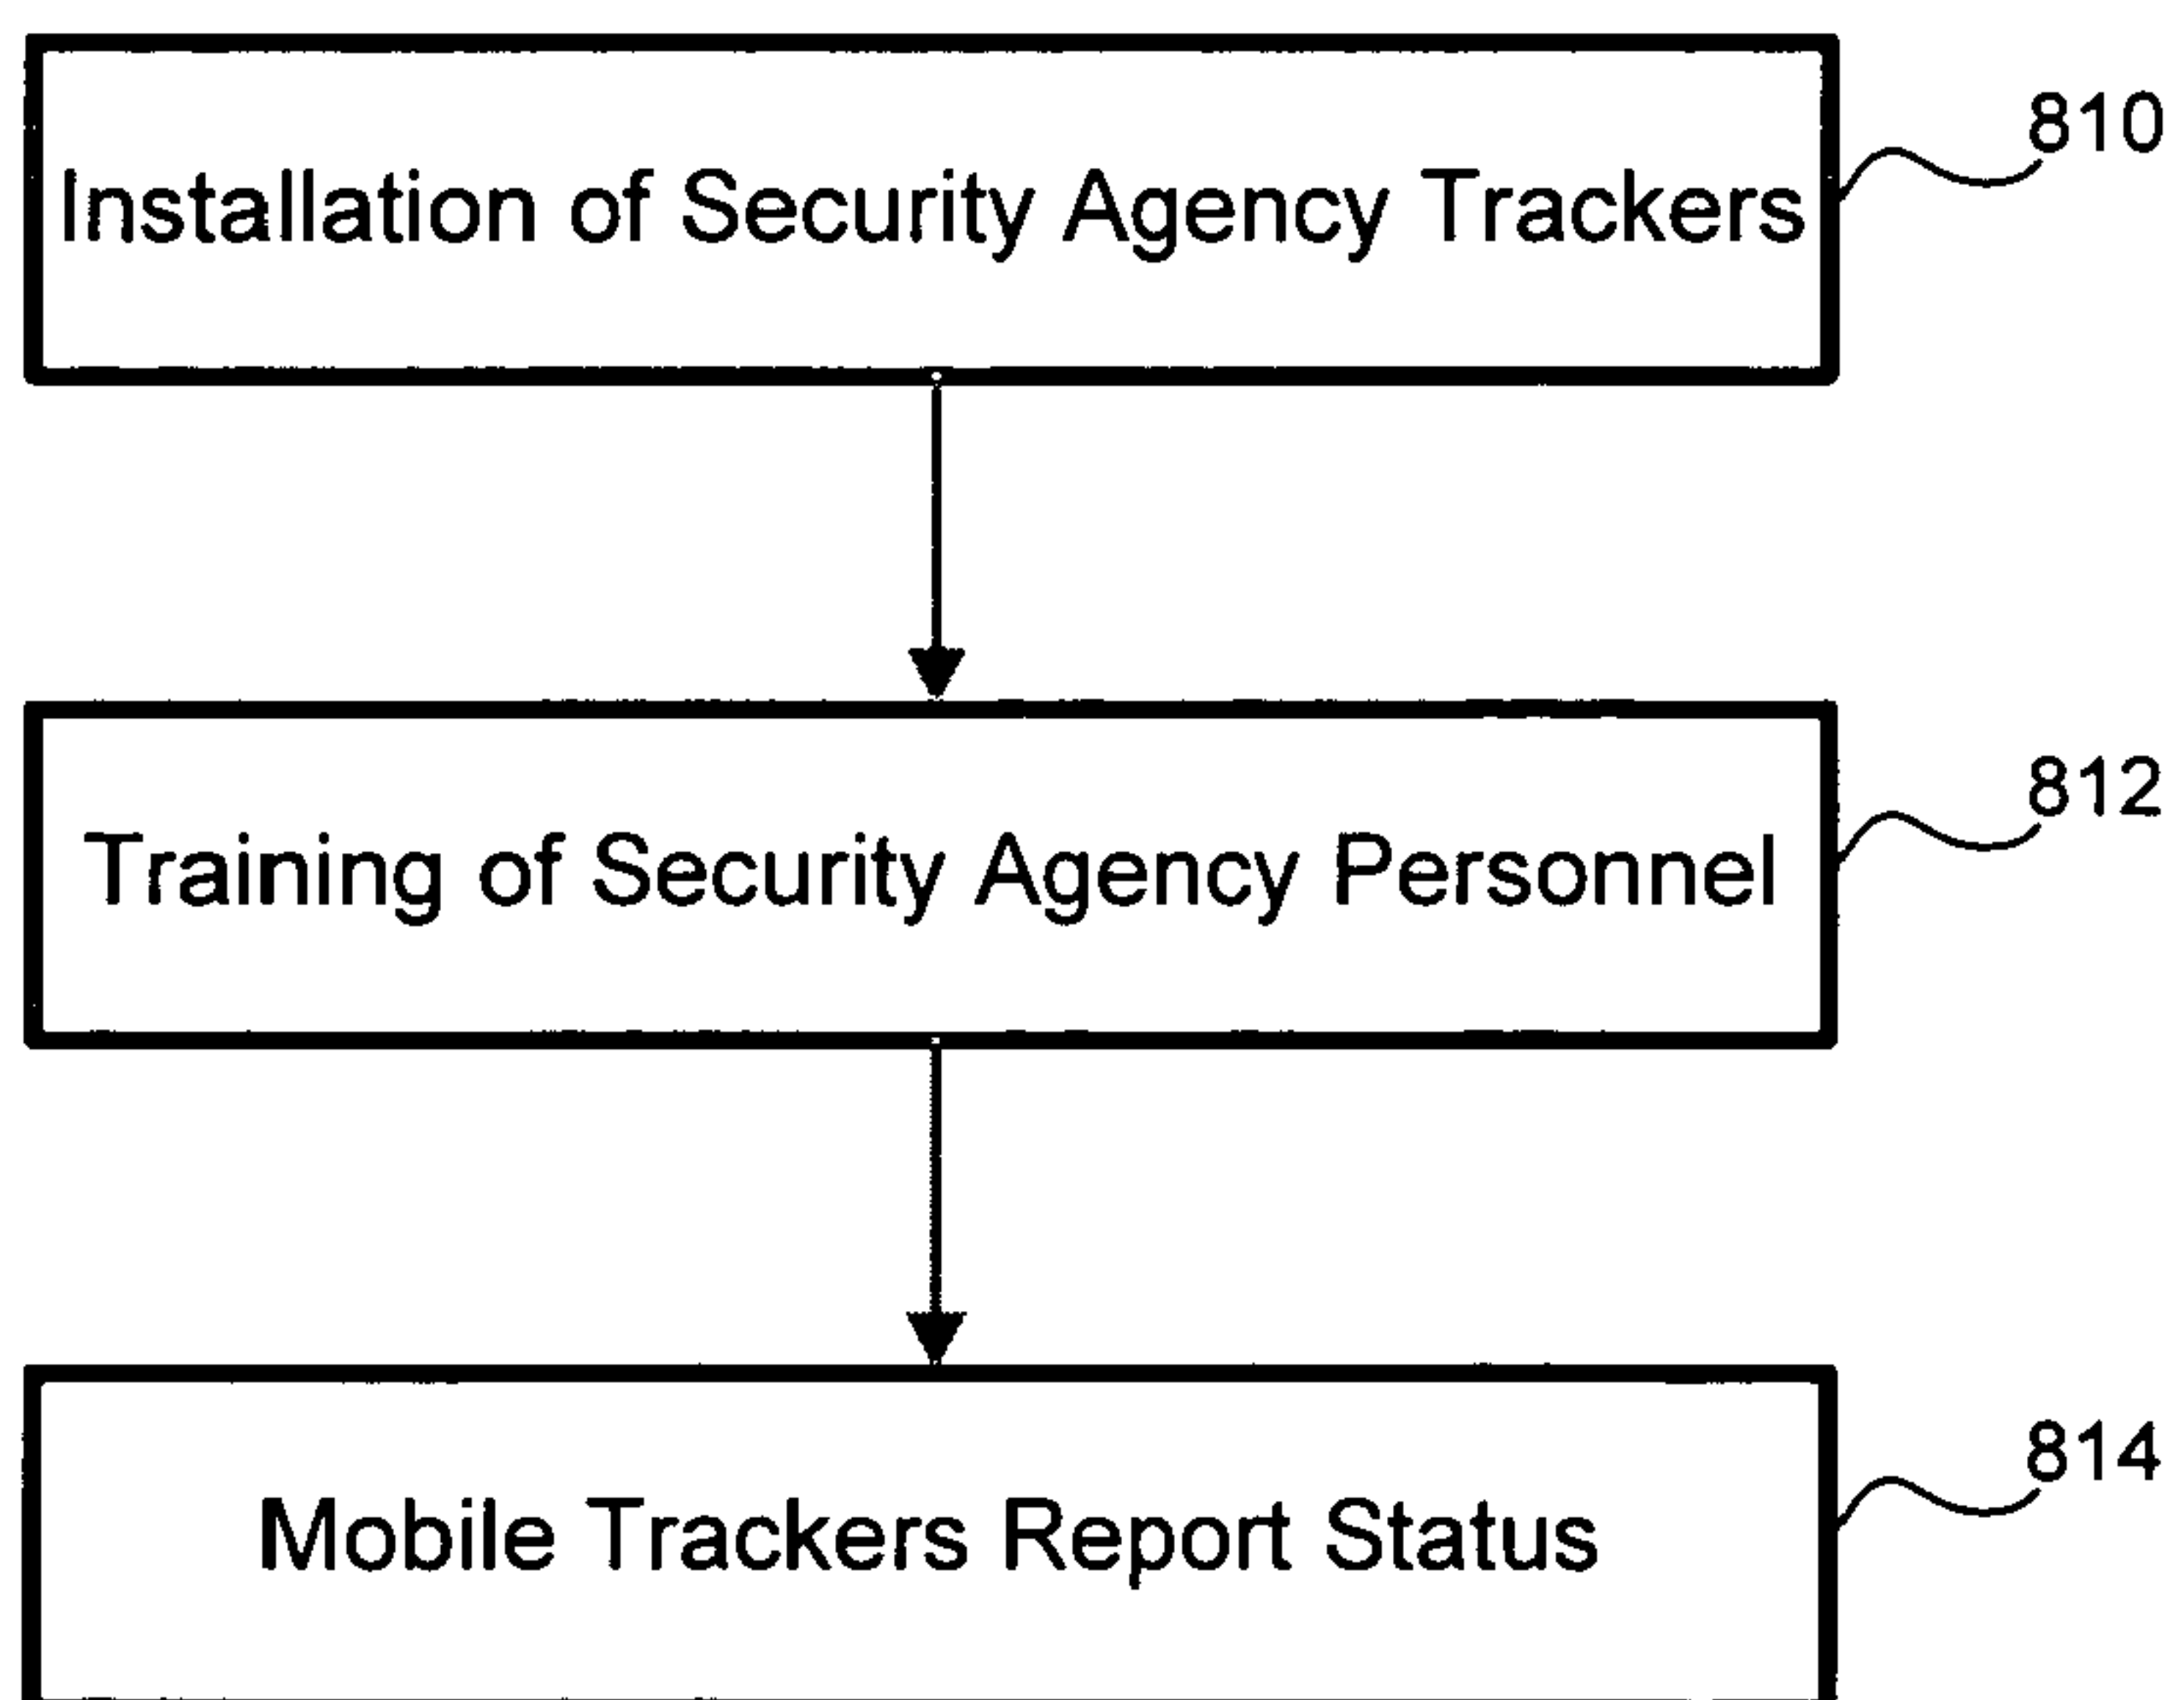 Installation of Security Agency Trackers
810
Training of Security Agency Personnel
812
Mobile Trackers Report Status
814